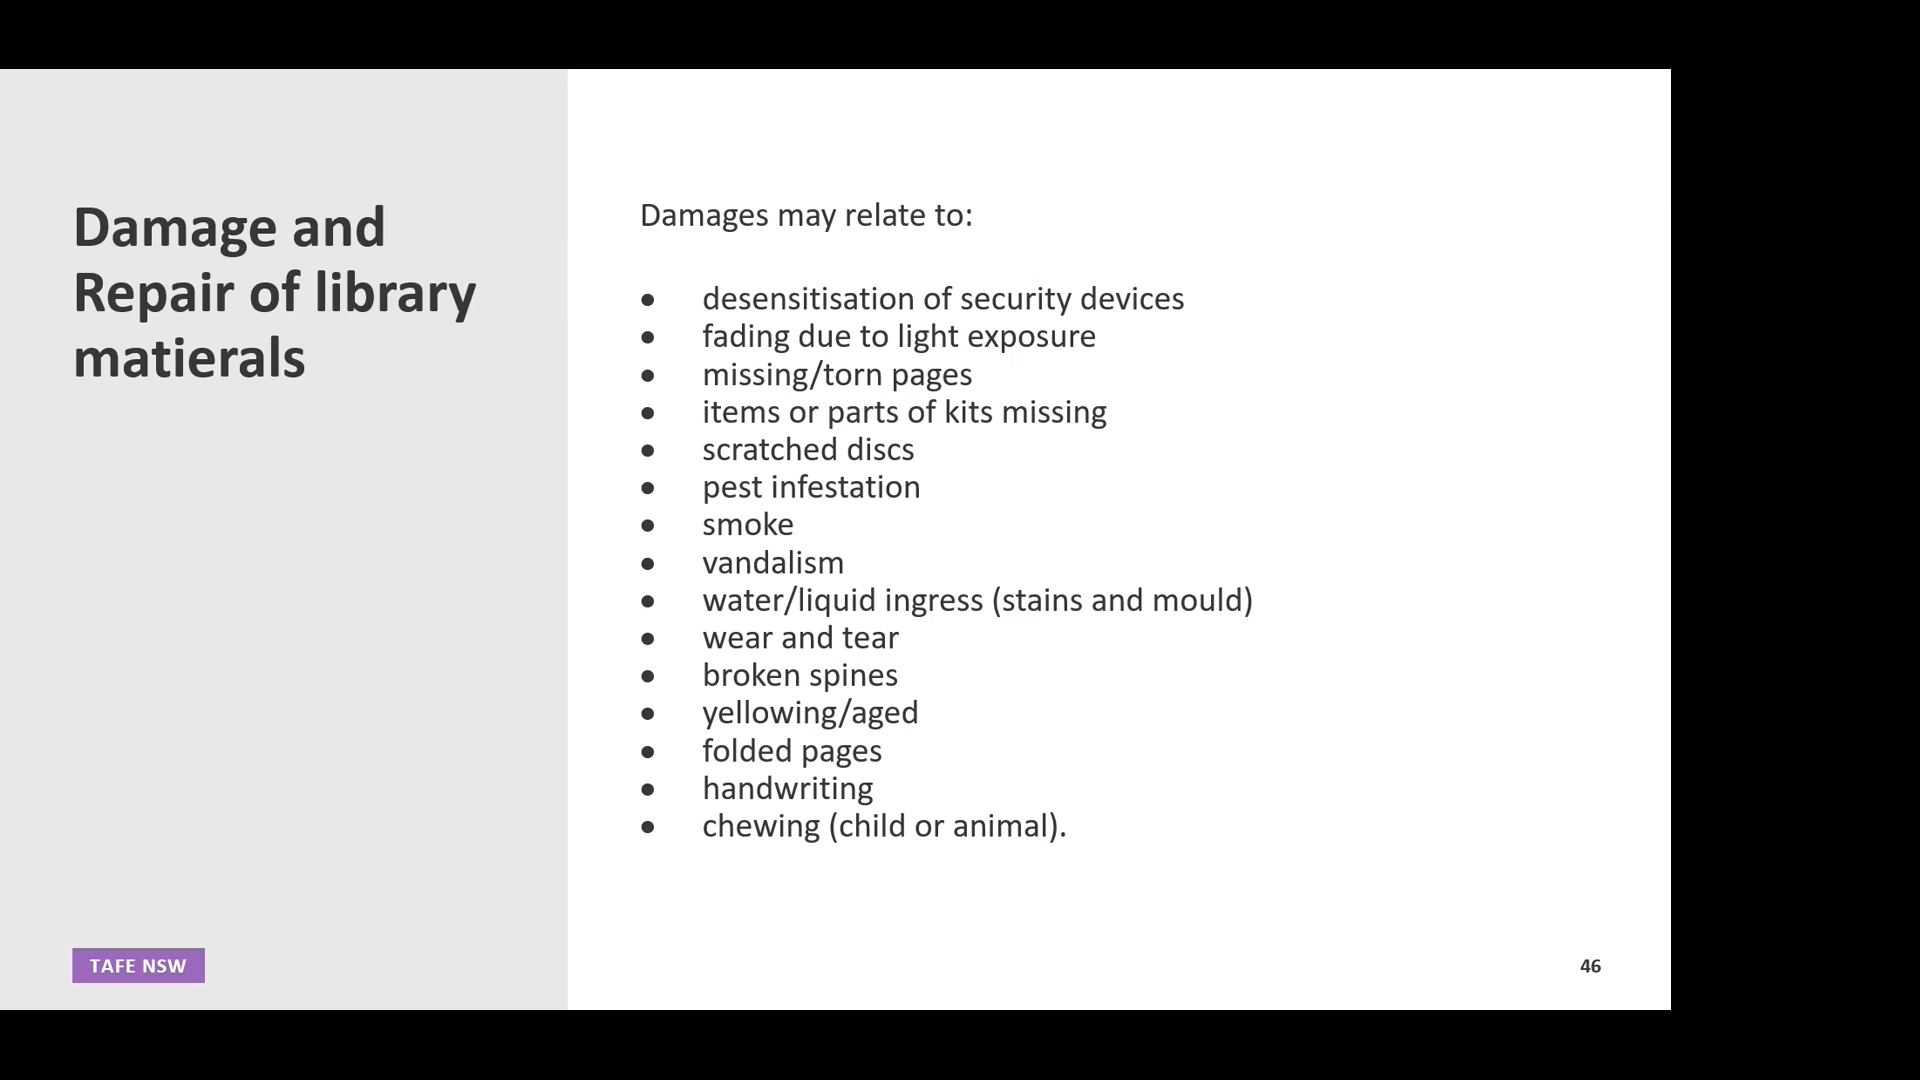 Damage and
Repair of library
matierals
Damages may relate to:
• desensitisation of security devices
• fading due to light exposure
• missing/torn pages
• items or parts of kits missing
• scratched discs
• pest infestation
• smoke
• vandalism
• water/liquid ingress (stains and mould)
• wear and tear
• broken spines
• yellowing/aged
• folded pages
• handwriting
• chewing (child or animal).
TAFE NSW
46